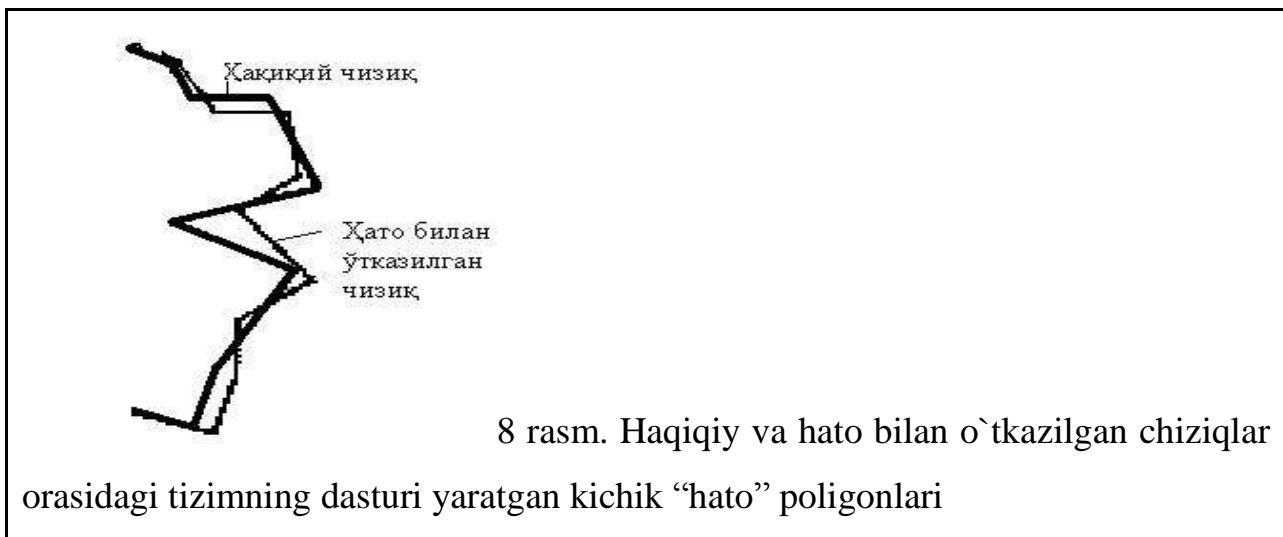 Ҳақиқий чизиқ
Ҳато билан
ўтказилган
чизиқ
8 rasm. Haqiqiy va hato bilan o`tkazilgan chiziqlar
orasidagi tizimning dasturi yaratgan kichik “hato” poligonlari